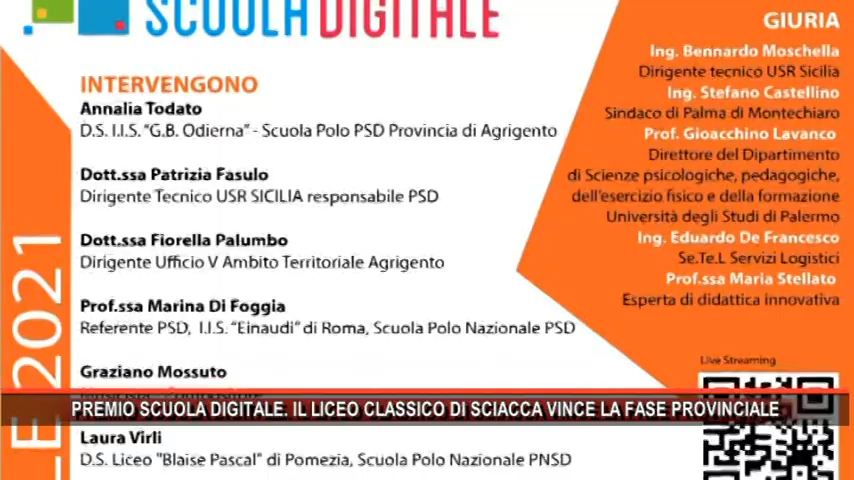 SCUOLA DIGITALE
INTERVENGONO
Annalia Todato
D.S. I.I.S. "G.B. Odierna" - Scuola Polo PSD Provincia di Agrigento
Dott.ssa Patrizia Fasulo
Dirigente Tecnico USR SICILIA responsabile PSD
Dott.ssa Fiorella Palumbo
Dirigente Ufficio V Ambito Territoriale Agrigento
Prof.ssa Marina Di Foggia
Referente PSD, I.I.S. "Einaudi" di Roma, Scuola Polo Nazionale PSD
Graziano Mossuto
Laura Virli
D.S. Liceo "Blaise Pascal" di Pomezia, Scuola Polo Nazionale PNSD
GIURIA
Ing. Bennardo Moschella
Dirigente tecnico USR Sicilia
Ing. Stefano Castellino
Sindaco di Palma di Montechiaro
Prof. Gioacchino Lavanco
Direttore del Dipartimento
di Scienze psicologiche, pedagogiche,
dell'esercizio fisico e della formazione
Università degli Studi di Palermo
Ing. Eduardo De Francesco
Se.Te.L Servizi Logistici
Prof.ssa Maria Stellato
Esperta di didattica innovativa
Live Streaming
LE 2021
PREMIO SCUOLA DIGITALE. IL LICEO CLASSICO DI SCIACCA VINCE LA FASE PROVINCIALE